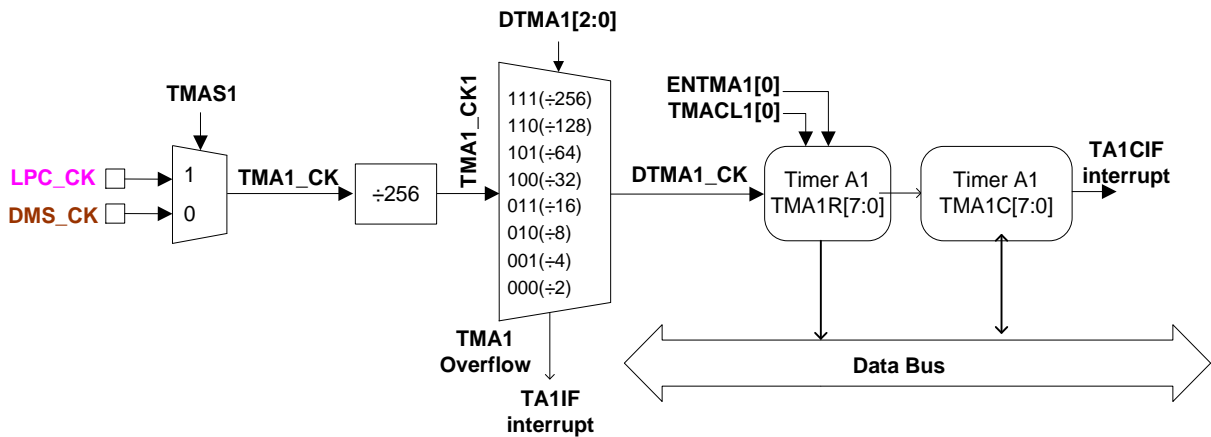 DTMA1[2:0]
TMAS1
LPC_CK
DMS_CK
1
0
TMA1_CK
÷256
TMA1_CK1
111(÷256)
110(÷128)
101(÷64)
100(÷32)
011(÷16)
010(÷8)
001(÷4)
000(÷2)
TMA1
Overflow
TA1IF
interrupt
DTMA1_CK
ENTMA1[0]
TMACL1[0]
Timer A1
TMA1R[7:0]
Timer A1
TMA1C[7:0]
TA1CIF
interrupt
Data Bus